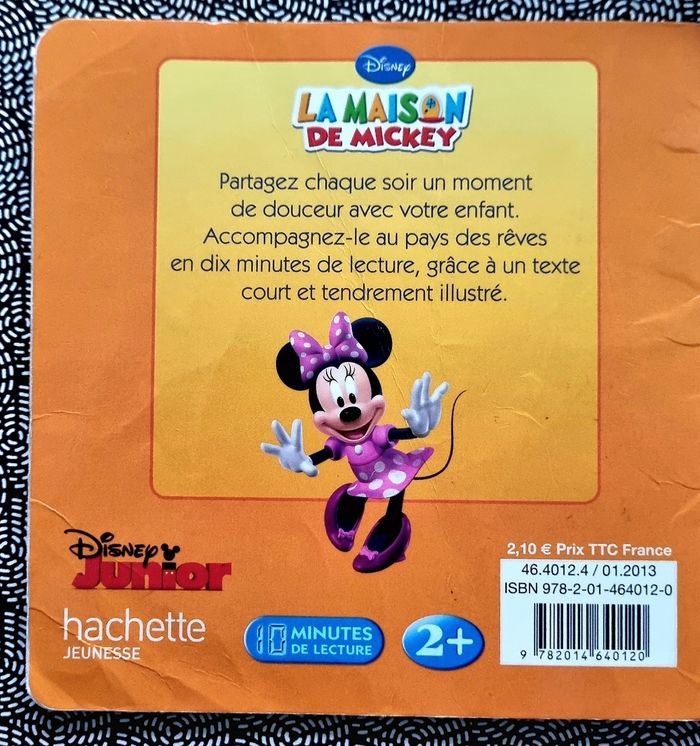 Disney
LA MAISON
DE MICKEY
Partagez chaque soir un moment
de douceur avec votre enfant.
Accompagnez-le au pays des rêves
en dix minutes de lecture, grâce à un texte
court et tendrement illustré.
Disney
Junior
hachette
JEUNESSE
10 MINUTES
DE LECTURE
2+
2,10 € Prix TTC France
46.4012.4 / 01.2013
ISBN 978-2-01-464012-0
9 782014 640120